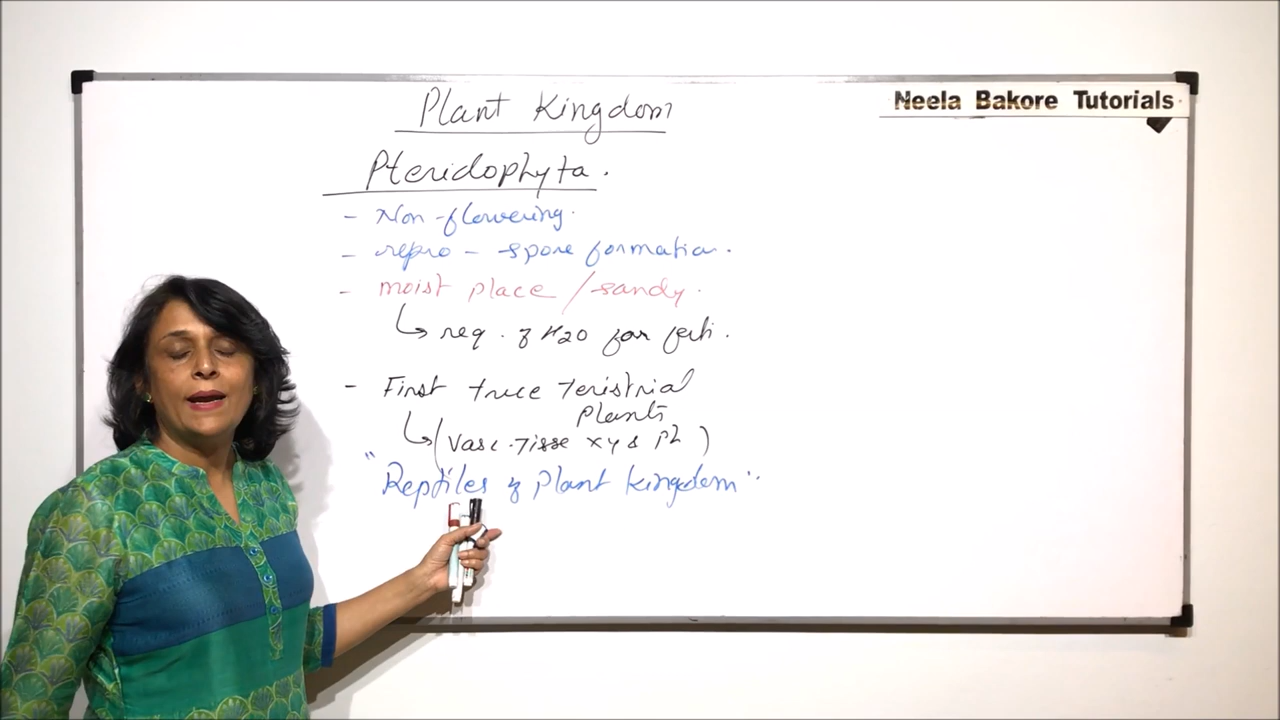 Plant Kingdom
Neela Bakore Tutorials
Pteridophyta.
- Non-flowering.
- repro - spore formation.
- moist place / sandy.
req. of H2O for ferti.
- First true Teristrial
Plants
(Vasc. Tisse xy & Ph)
"Reptiles of Plant Kingdom".